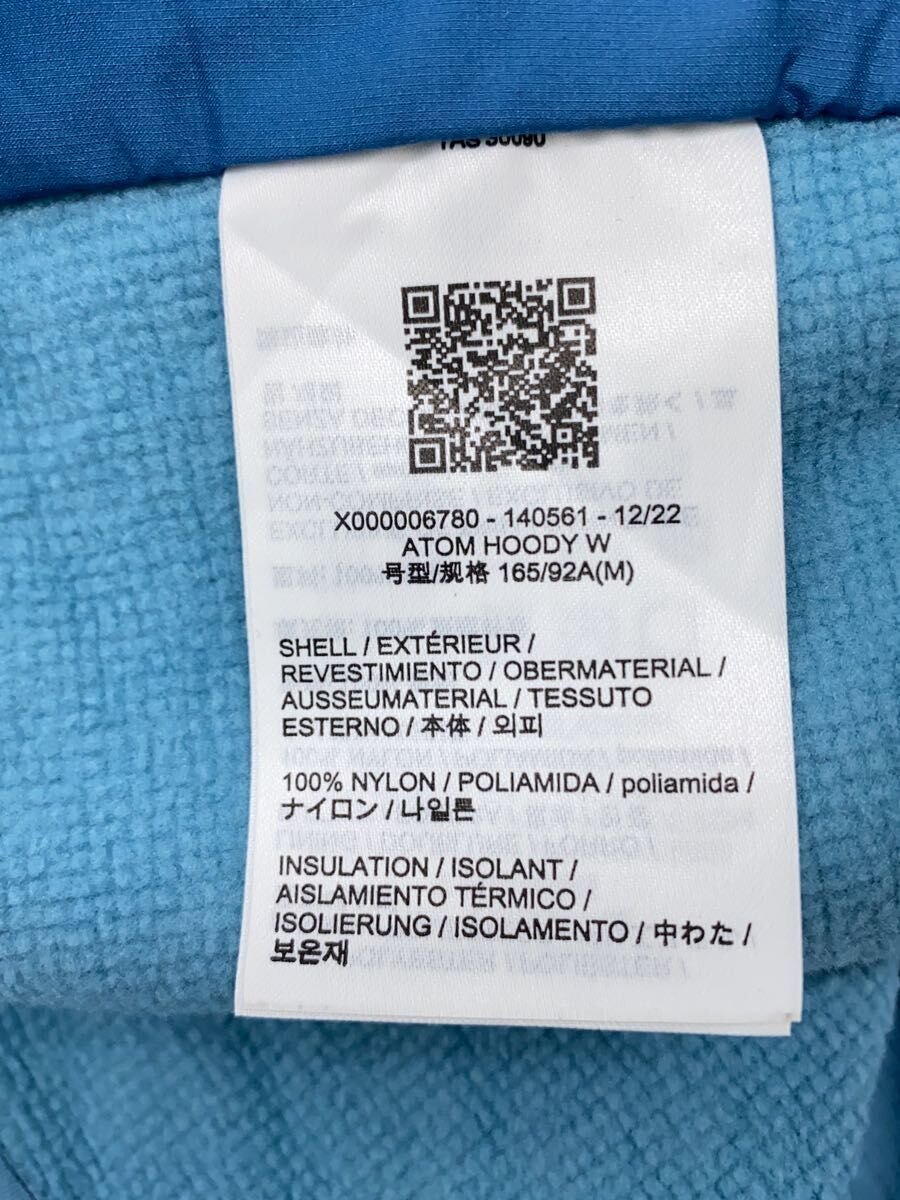 X000006780 - 140561 - 12/22
ATOM HOODY W
号型/规格 165/92A(M)
SHELL / EXTÉRIEUR /
REVESTIMIENTO / OBERMATERIAL /
AUSSEUMATERIAL / TESSUTO
ESTERNO / 本体 / 외피
100% NYLON / POLIAMIDA / poliamida /
ナイロン / 나일론
INSULATION / ISOLANT /
AISLAMIENTO TÉRMICO /
ISOLIERUNG / ISOLAMENTO / 中わた /
보온재